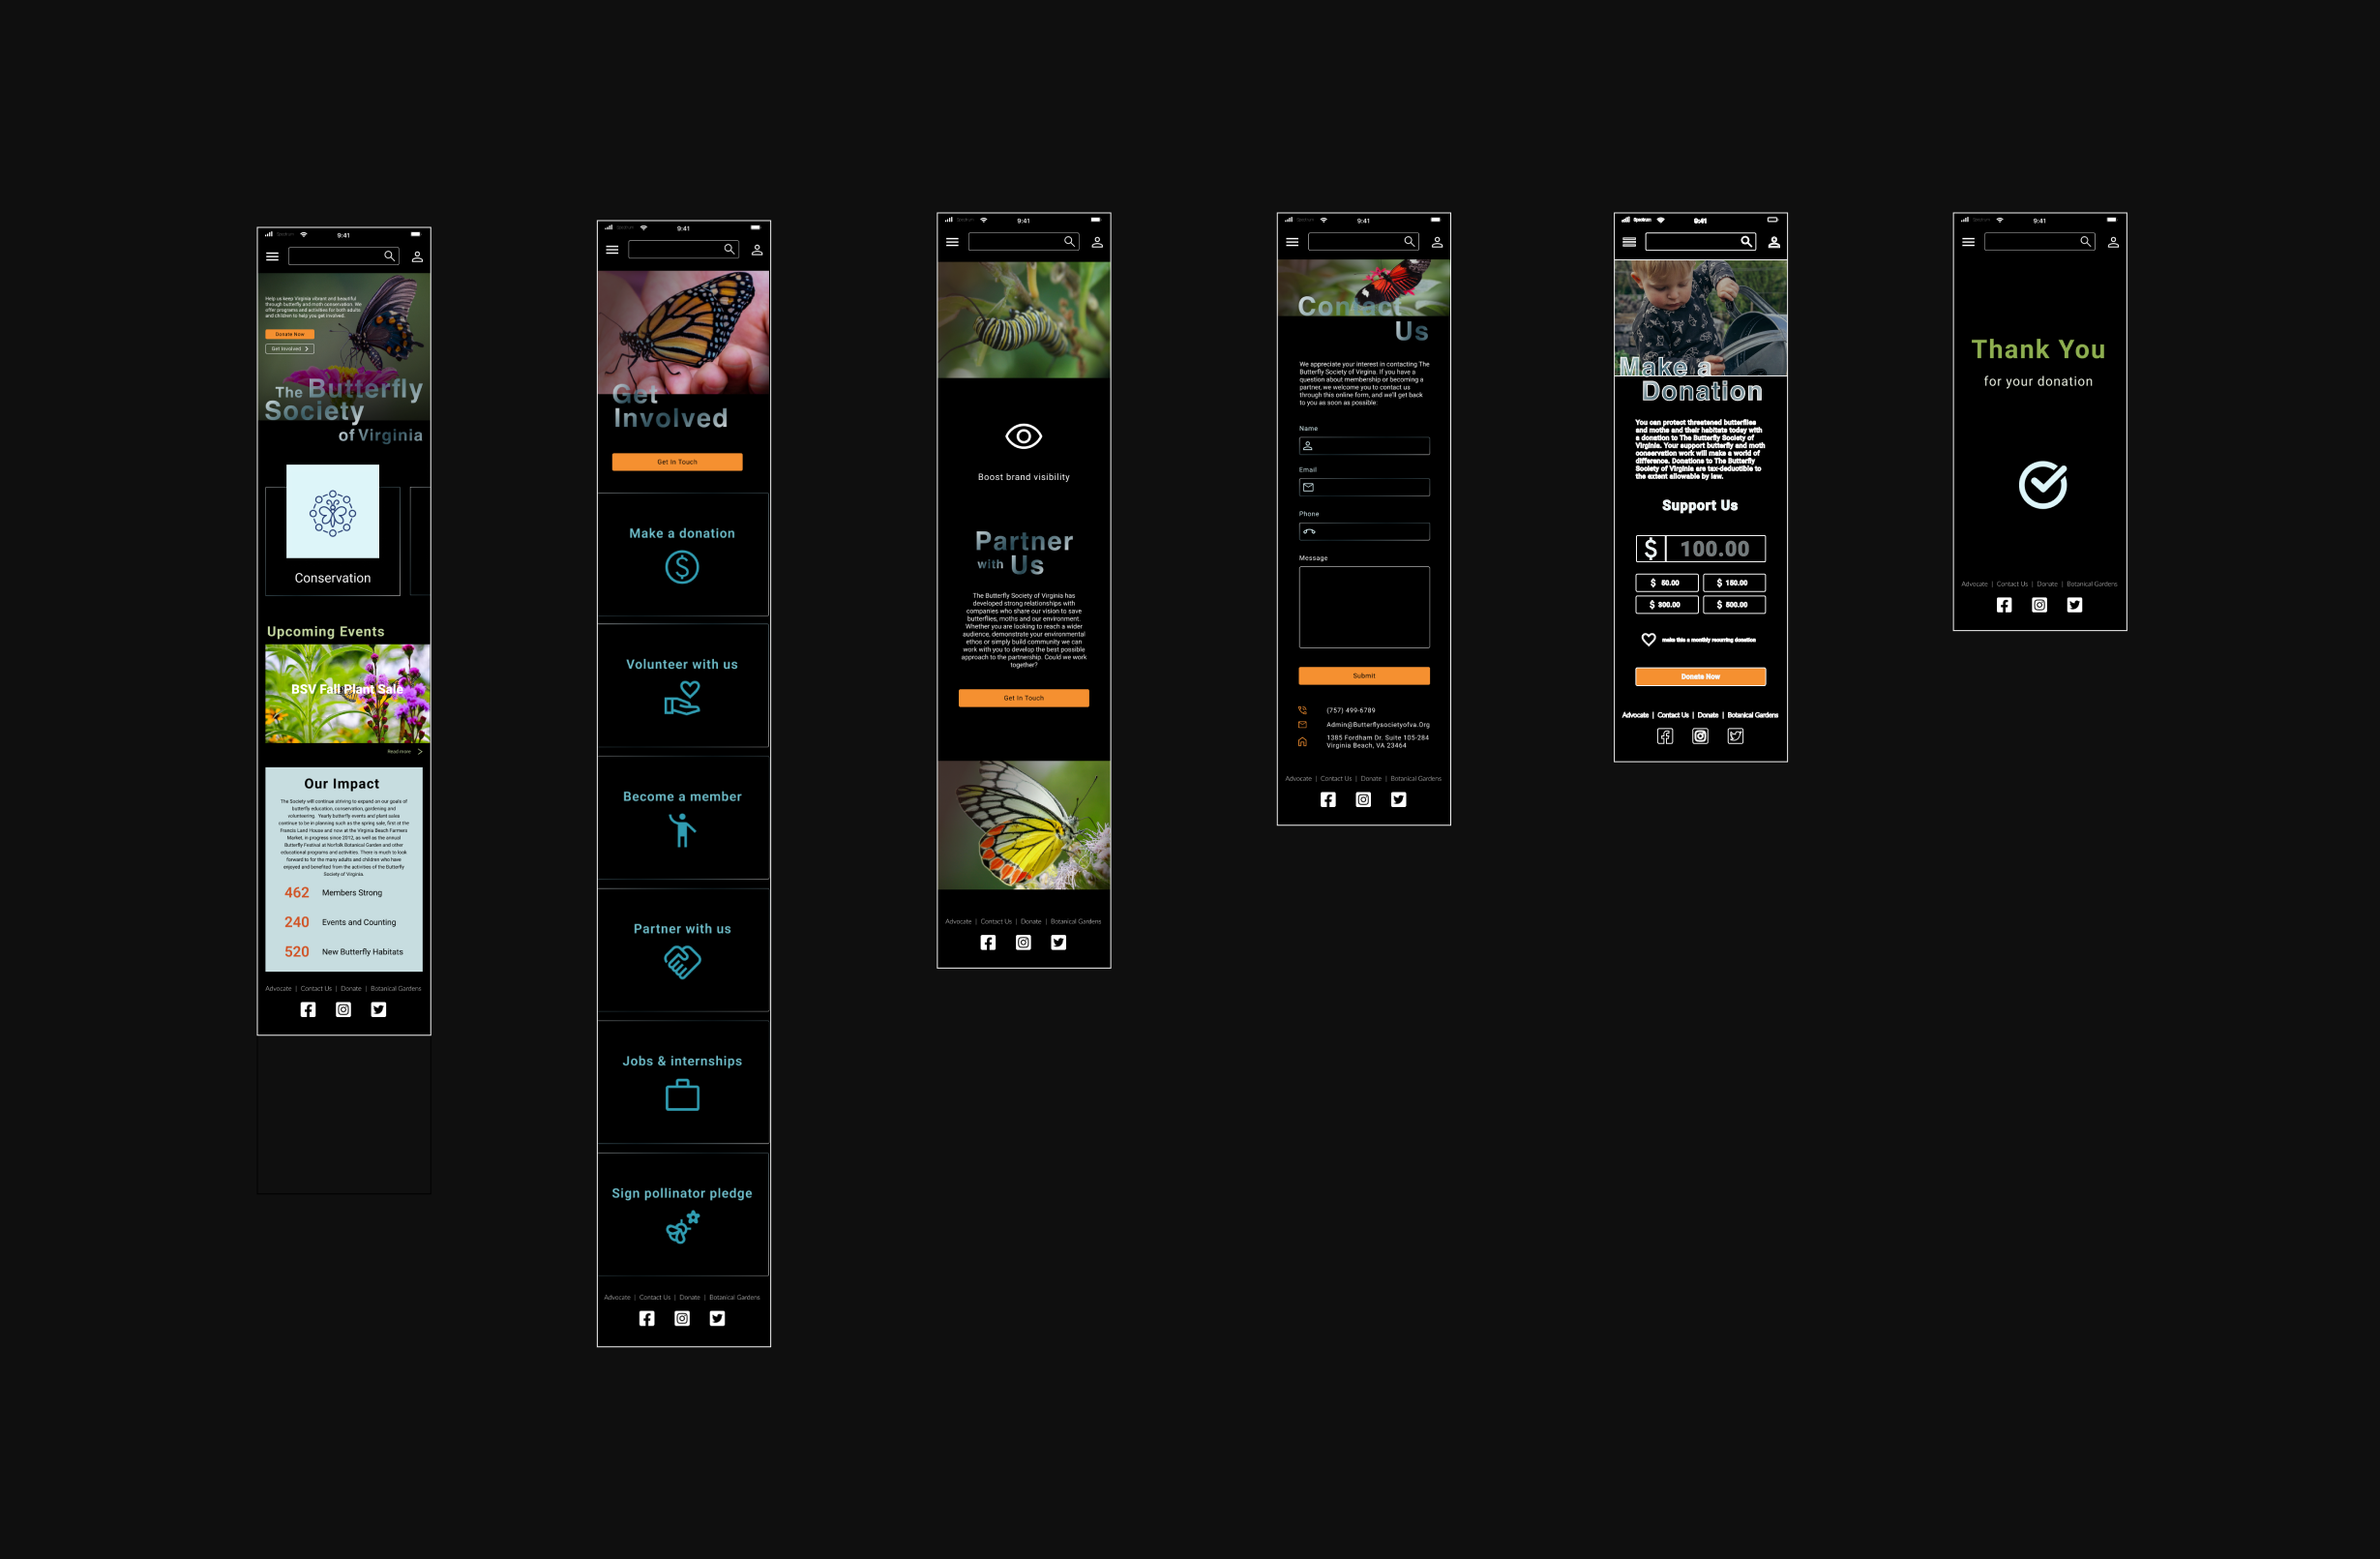 9:41
Help us keep Virginia vibrant and beautiful
through butterfly and moth conservation. We
offer programs and activities for both adults
and children to help you get involved.
Donate Now
Get Involved
The Butterfly
Society
of Virginia
Conservation
Upcoming Events
BSV Fall Plant Sale
Read more
Our Impact
The Society will continue striving to expand on our goals of
butterfly education, conservation, gardening and
volunteering. Yearly butterfly events and plant sales
continue to be in planning such as the spring sale, first at the
Francis Land House and now at the Virginia Beach Farmers
Market, in progress since 2012, as well as the annual
Butterfly Festival at Norfolk Botanical Garden and other
educational programs and activities. There is much to look
forward to for the many adults and children who have
enjoyed and benefited from the activities of the Butterfly
Society of Virginia.
462 Members Strong
240 Events and Counting
520 New Butterfly Habitats
Advocate | Contact Us | Donate | Botanical Gardens
9:41
Get
Involved
Get In Touch
Make a donation
Volunteer with us
Become a member
Partner with us
Jobs & internships
Sign pollinator pledge
Advocate | Contact Us | Donate | Botanical Gardens
9:41
Boost brand visibility
Partner
with Us
The Butterfly Society of Virginia has
developed strong relationships with
companies who share our vision to save
butterflies, moths and our environment.
Whether you are looking to reach a wider
audience, demonstrate your environmental
ethos or simply build community we can
work with you to develop the best possible
approach to the partnership. Could we work
together?
Get In Touch
Advocate | Contact Us | Donate | Botanical Gardens
9:41
Contact
Us
We appreciate your interest in contacting The
Butterfly Society of Virgina. If you have a
question about membership or becoming a
partner, we welcome you to contact us
through this online form, and we'll get back
to you as soon as possible.
Name
Email
Phone
Message
Submit
(757) 499-6789
Admin@Butterflysocietyofva.Org
1385 Fordham Dr. Suite 105-284
Virginia Beach, VA 23464
Advocate | Contact Us | Donate | Botanical Gardens
Spectrum 9:41
Make a
Donation
You can protect threatened butterflies
and moths and their habitats today with
a donation to The Butterfly Society of
Virginia. Your support butterfly and moth
conservation work will make a world of
difference. Donations to The Butterfly
Society of Virginia are tax-deductible to
the extent allowable by law.
Support Us
$ 100.00
$ 50.00 $ 150.00
$ 300.00 $ 500.00
make this a monthly recurring donation
Donate Now
Advocate | Contact Us | Donate | Botanical Gardens
9:41
Thank You
for your donation
Advocate | Contact Us | Donate | Botanical Gardens